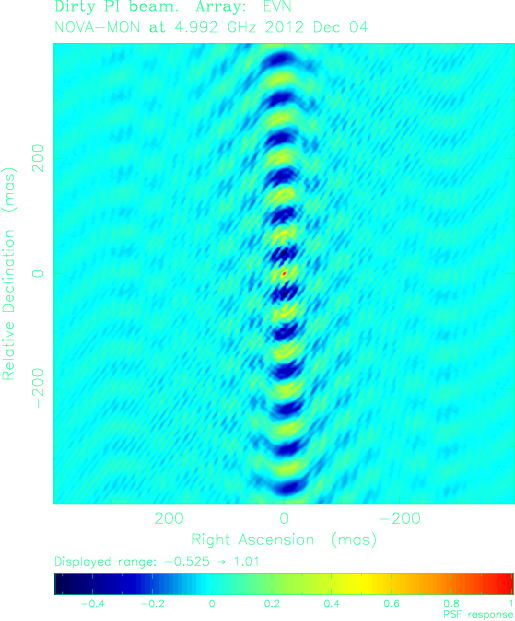 Dirty PI beam. Array: EVN
NOVA-MON at 4.992 GHz 2012 Dec 04
Relative Declination (mas)
200
0
-200
200 0 -200
Right Ascension (mas)
Displayed range: -0.525 → 1.01
-0.4 -0.2 0 0.2 0.4 0.6 0.8 1
PSF response